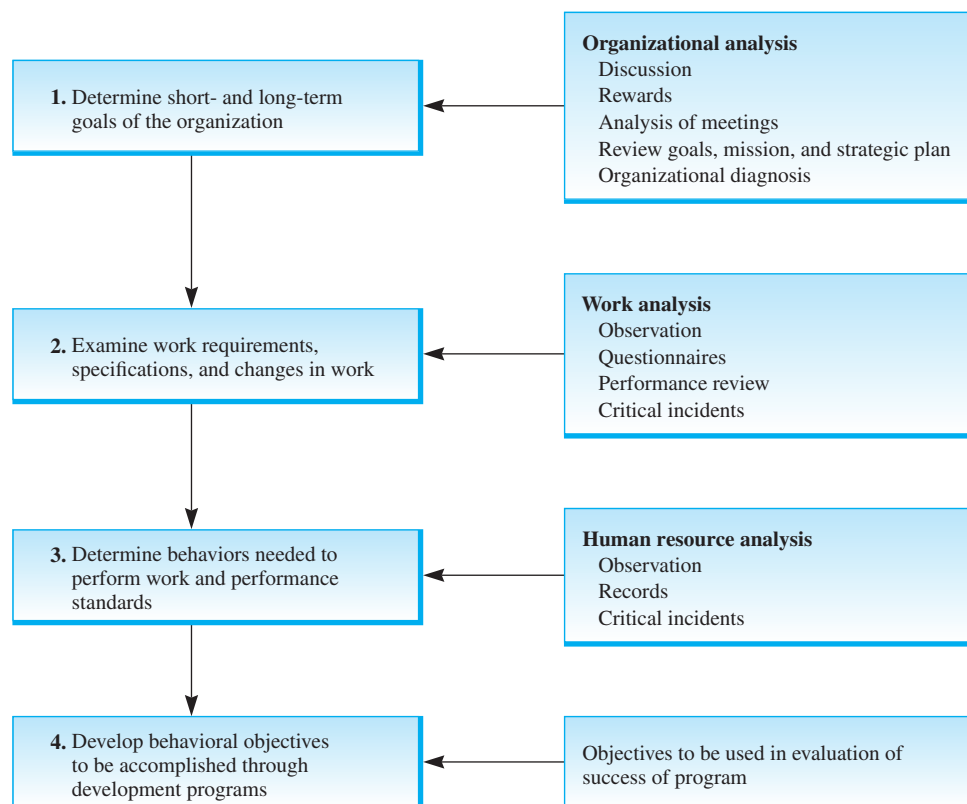 1. Determine short- and long-term
goals of the organization
Organizational analysis
Discussion
Rewards
Analysis of meetings
Review goals, mission, and strategic plan
Organizational diagnosis
2. Examine work requirements,
specifications, and changes in work
Work analysis
Observation
Questionnaires
Performance review
Critical incidents
3. Determine behaviors needed to
perform work and performance
standards
Human resource analysis
Observation
Records
Critical incidents
4. Develop behavioral objectives
to be accomplished through
development programs
Objectives to be used in evaluation of
success of program